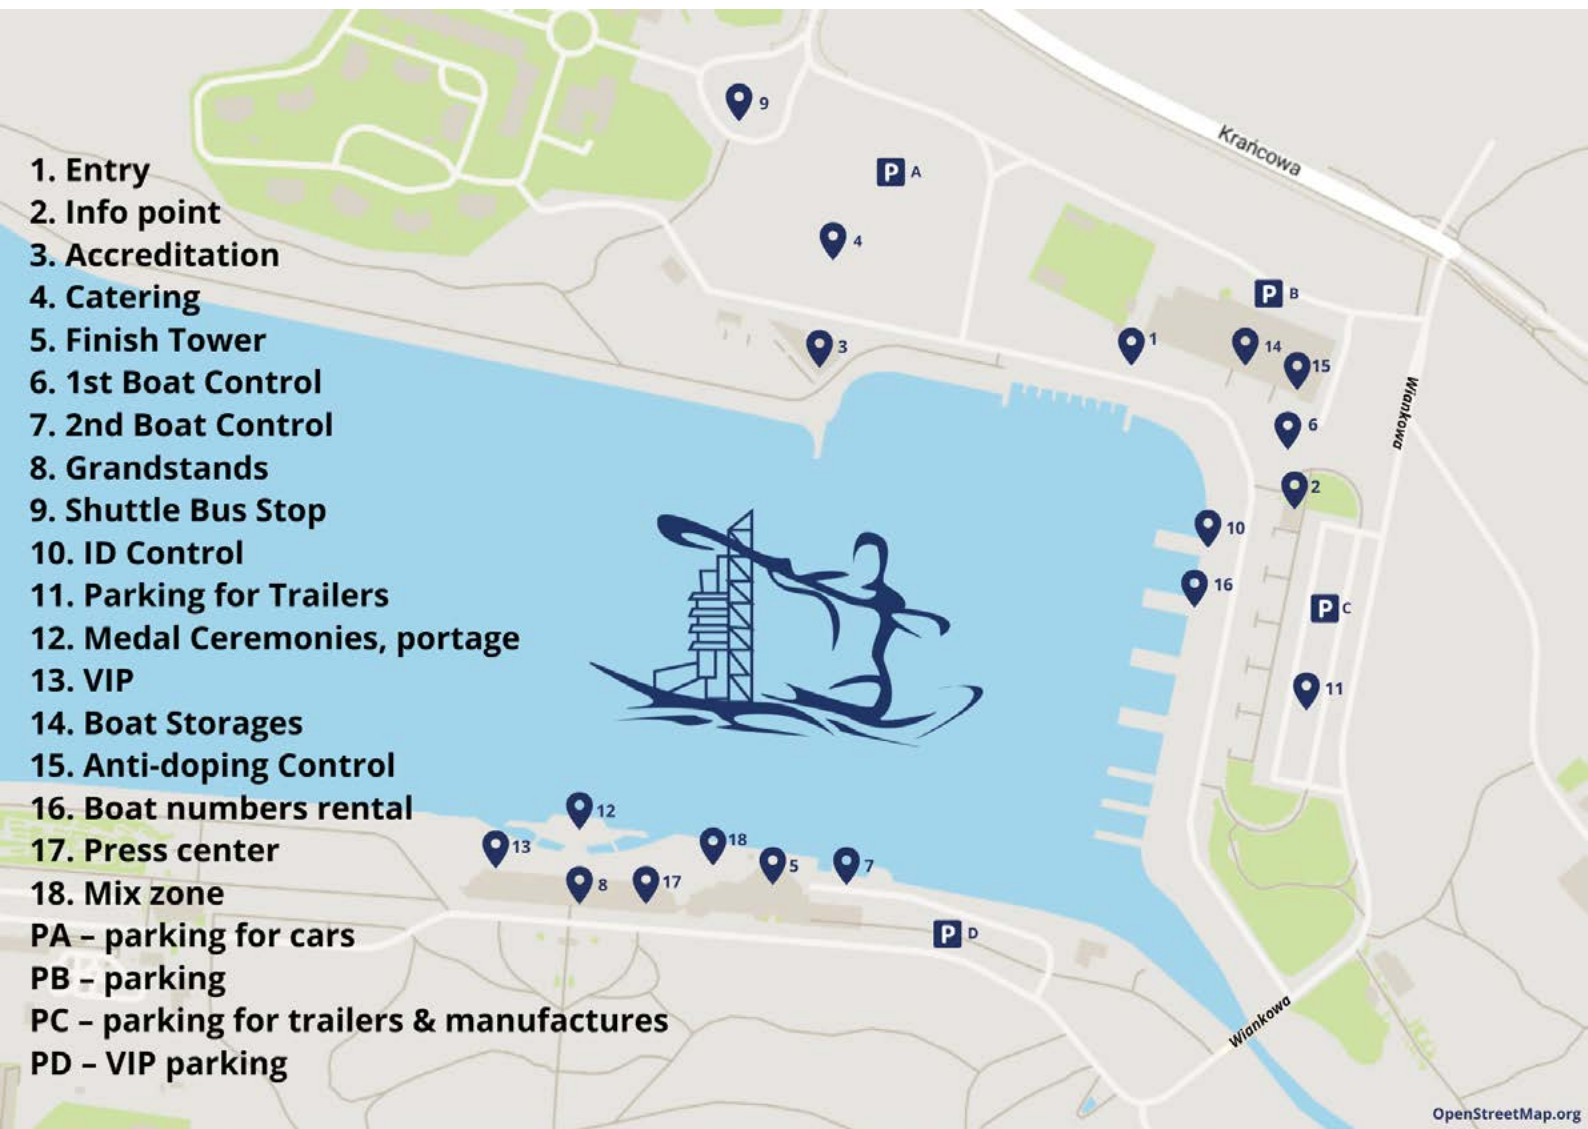 Krańcowa
9
P A
4
1. Entry
2. Info point
3. Accreditation
4. Catering
5. Finish Tower
6. 1st Boat Control
7. 2nd Boat Control
8. Grandstands
9. Shuttle Bus Stop
10. ID Control
11. Parking for Trailers
12. Medal Ceremonies, portage
13. VIP
14. Boat Storages
15. Anti-doping Control
16. Boat numbers rental
17. Press center
18. Mix zone
PA – parking for cars
PB – parking
PC – parking for trailers & manufactures
PD – VIP parking
P B
3
1
14
15
Wiankowa
6
2
10
16
P C
11
12
13
18
5
7
8
17
P D
Wiankowa
OpenStreetMap.org